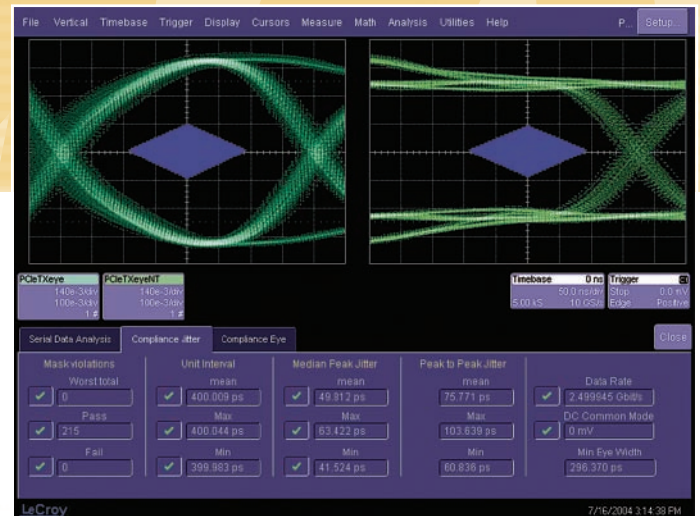 File Vertical Timebase Trigger Display Cursors Measure Math Analysis Utilities Help P... Setup...
PCIeTXeye
140e-3/div
100e-3/div
1 #
PCIeTXeyeNT
140e-3/div
100e-3/div
1 #
Timebase 0 ns
50.0 ns/div
5.00 kS 10 GS/s
Trigger C1
Stop 0.0 mV
Edge Positive
Serial Data Analysis Compliance Jitter Compliance Eye Close
Mask violations Unit Interval Median Peak Jitter Peak to Peak Jitter
Worst total mean mean mean Data Rate
0 400.009 ps 49.812 ps 75.771 ps 2.499945 Gbit/s
Pass Max Max Max DC Common Mode
215 400.044 ps 63.422 ps 103.639 ps 0 mV
Fail Min Min Min Min Eye Width
0 399.983 ps 41.524 ps 60.836 ps 296.370 ps
LeCroy 7/16/2004 3:14:38 PM